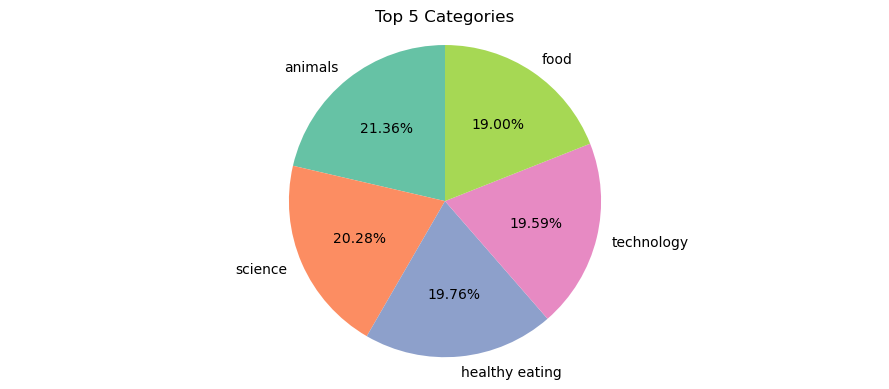 Top 5 Categories
food
animals
19.00%
21.36%
19.59%
technology
20.28%
science
19.76%
healthy eating